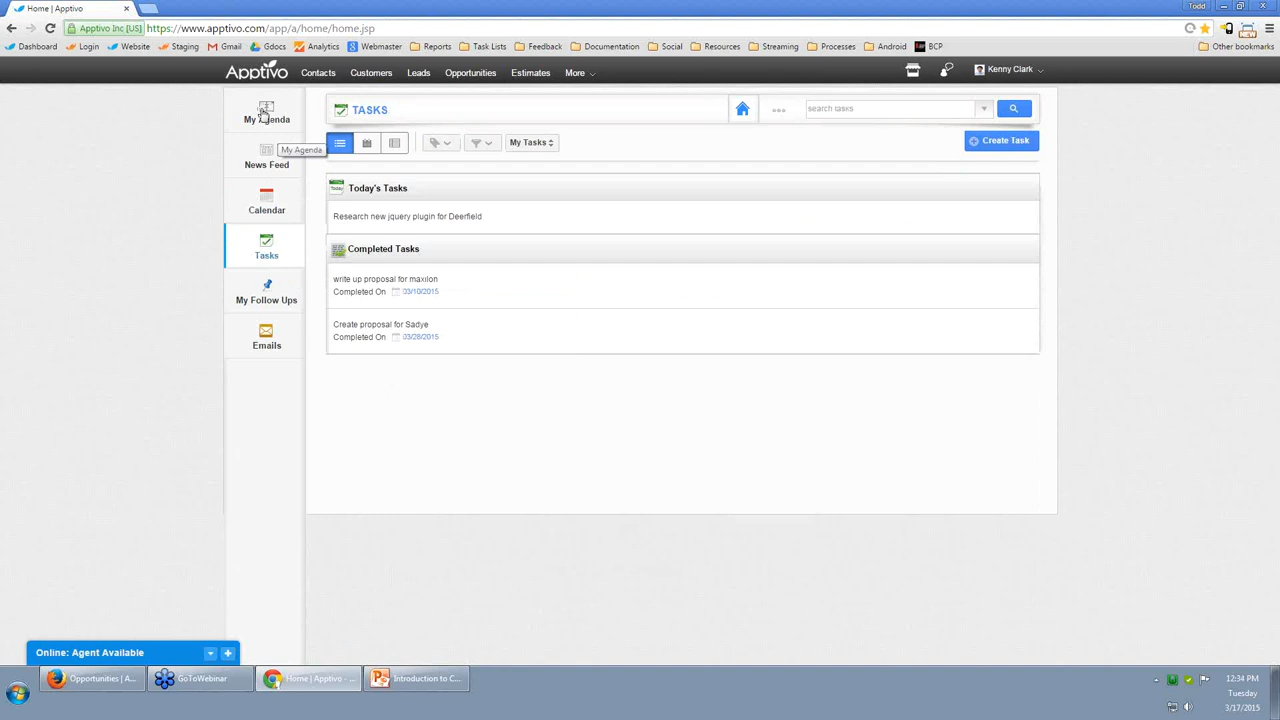 Home | Apptivo
Todd
Apptivo Inc [US] https://www.apptivo.com/app/a/home/home.jsp
NEW
Dashboard Login Website Staging Gmail Gdocs Analytics Webmaster Reports Task Lists Feedback Documentation Social Resources Streaming Processes Android BCP Other bookmarks
Apptivo Contacts Customers Leads Opportunities Estimates More Kenny Clark
My Agenda
TASKS
search tasks
My Agenda
News Feed
My Tasks
Create Task
Calendar
Today's Tasks
Research new jquery plugin for Deerfield
Tasks
Completed Tasks
write up proposal for maxilon
Completed On 03/10/2015
My Follow Ups
Create proposal for Sadye
Completed On 03/28/2015
Emails
Online: Agent Available
Opportunities | A...
GoToWebinar
Home | Apptivo - ...
Introduction to C...
12:34 PM
Tuesday
3/17/2015